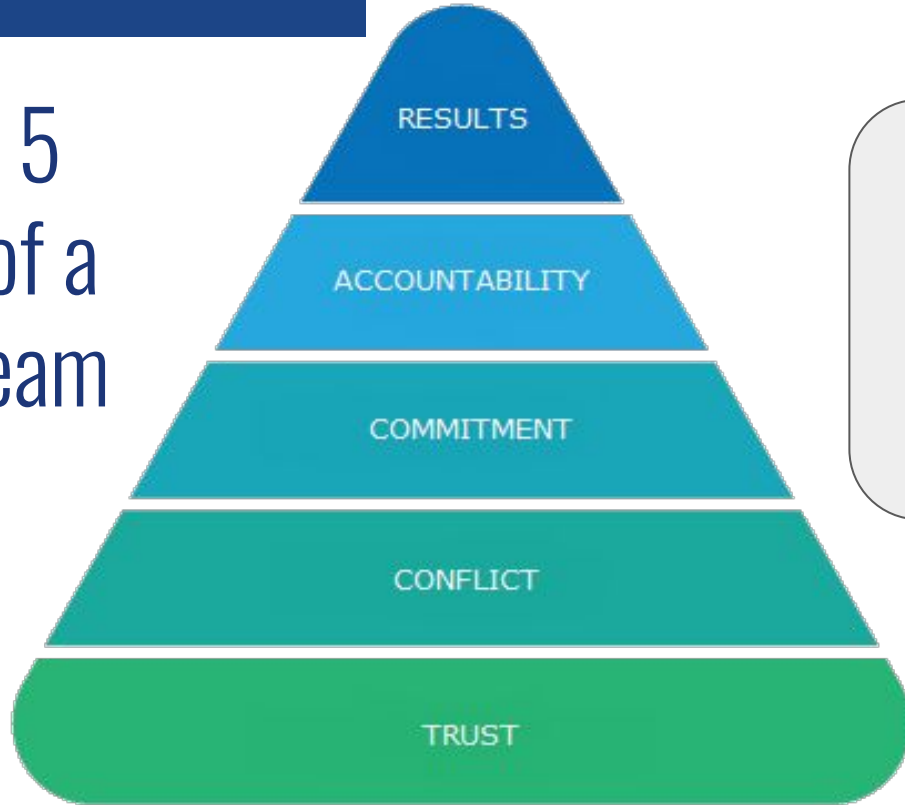 5
of a
eam
RESULTS
ACCOUNTABILITY
COMMITMENT
CONFLICT
TRUST